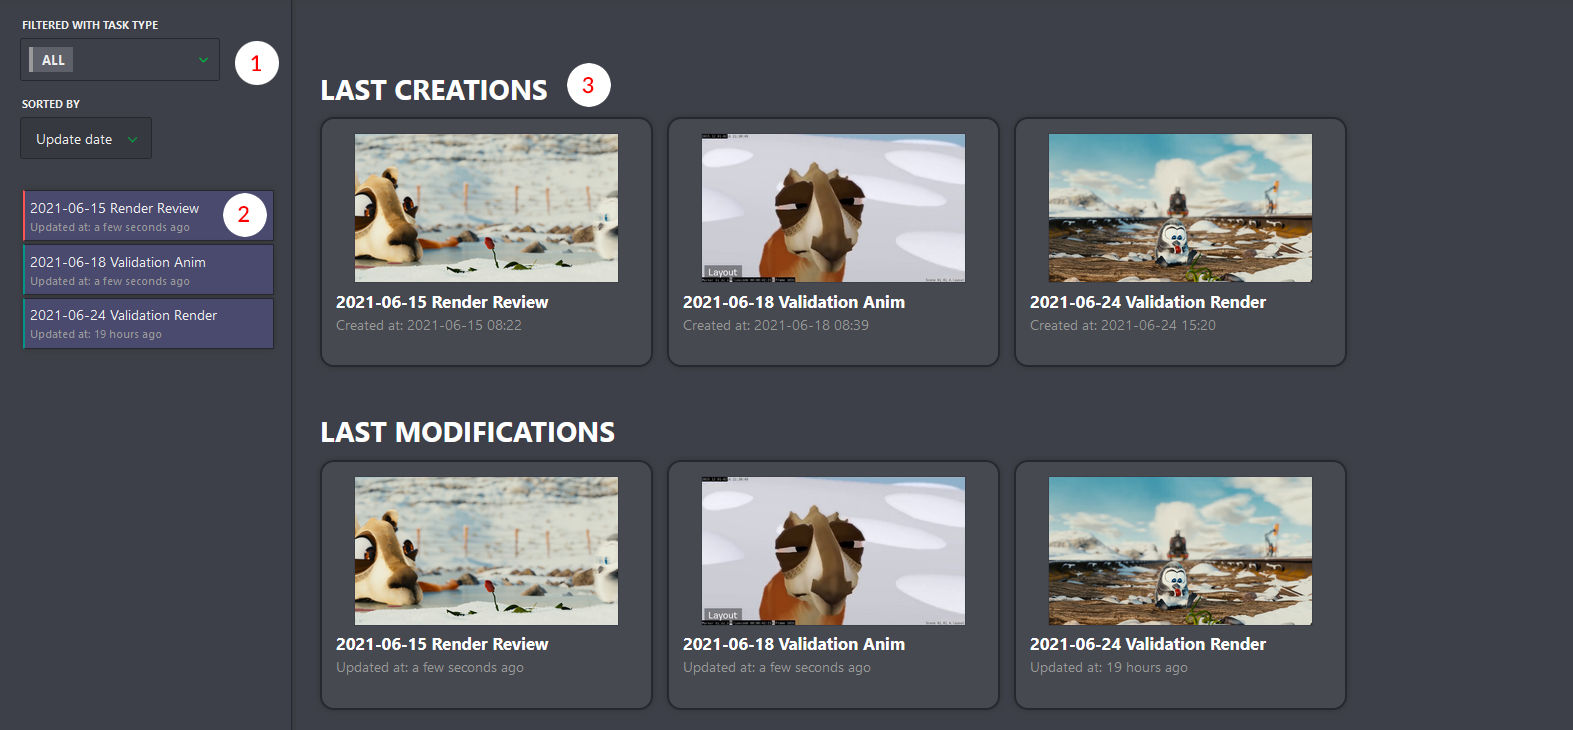 FILTERED WITH TASK TYPE
ALL
1
SORTED BY
Update date
2021-06-15 Render Review
Updated at: a few seconds ago
2
2021-06-18 Validation Anim
Updated at: a few seconds ago
2021-06-24 Validation Render
Updated at: 19 hours ago
LAST CREATIONS
3
Layout
2021-06-15 Render Review
Created at: 2021-06-15 08:22
2021-06-18 Validation Anim
Created at: 2021-06-18 08:39
2021-06-24 Validation Render
Created at: 2021-06-24 15:20
LAST MODIFICATIONS
Layout
2021-06-15 Render Review
Updated at: a few seconds ago
2021-06-18 Validation Anim
Updated at: a few seconds ago
2021-06-24 Validation Render
Updated at: 19 hours ago